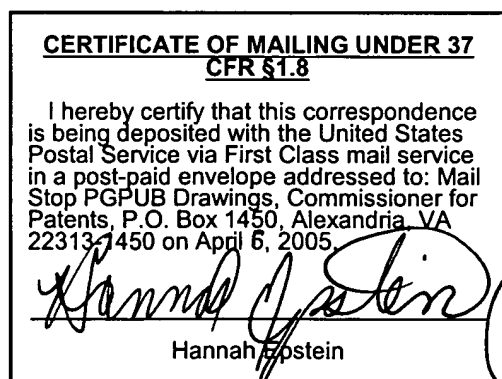 CERTIFICATE OF MAILING UNDER 37
CFR §1.8
I hereby certify that this correspondence
is being deposited with the United States
Postal Service via First Class mail service
in a post-paid envelope addressed to: Mail
Stop PGPUB Drawings, Commissioner for
Patents, P.O. Box 1450, Alexandria, VA
22313-1450 on April 6, 2005.
Hannah Epstein
Hannah Epstein